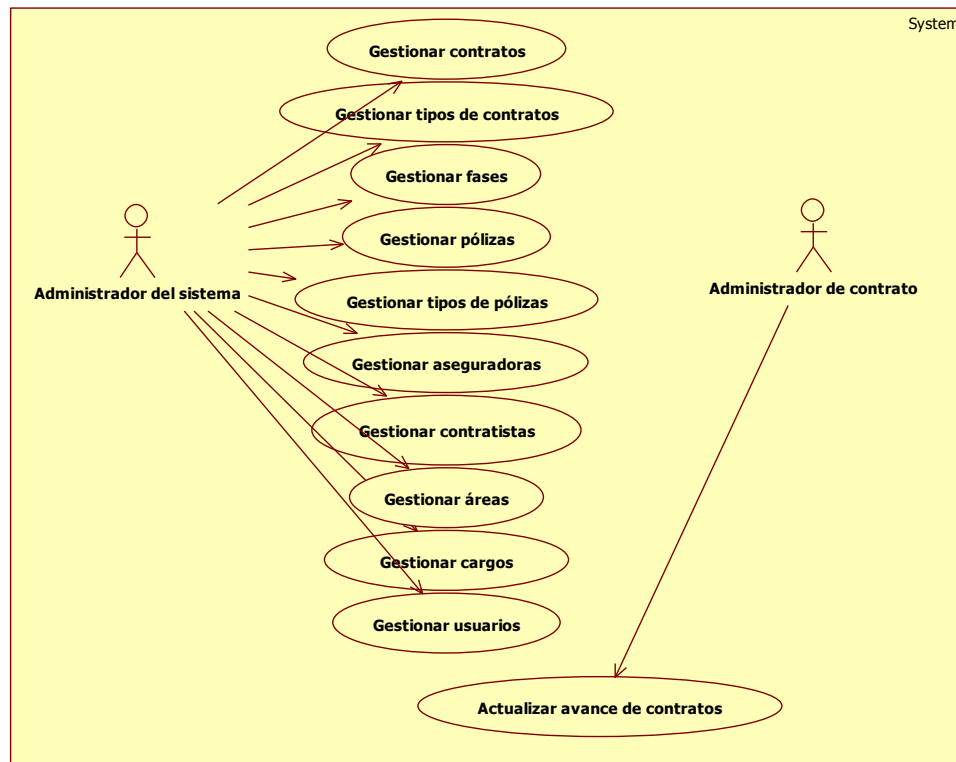 System
Gestionar contratos
Gestionar tipos de contratos
Gestionar fases
Gestionar pólizas
Administrador del sistema
Administrador de contrato
Gestionar tipos de pólizas
Gestionar aseguradoras
Gestionar contratistas
Gestionar áreas
Gestionar cargos
Gestionar usuarios
Actualizar avance de contratos